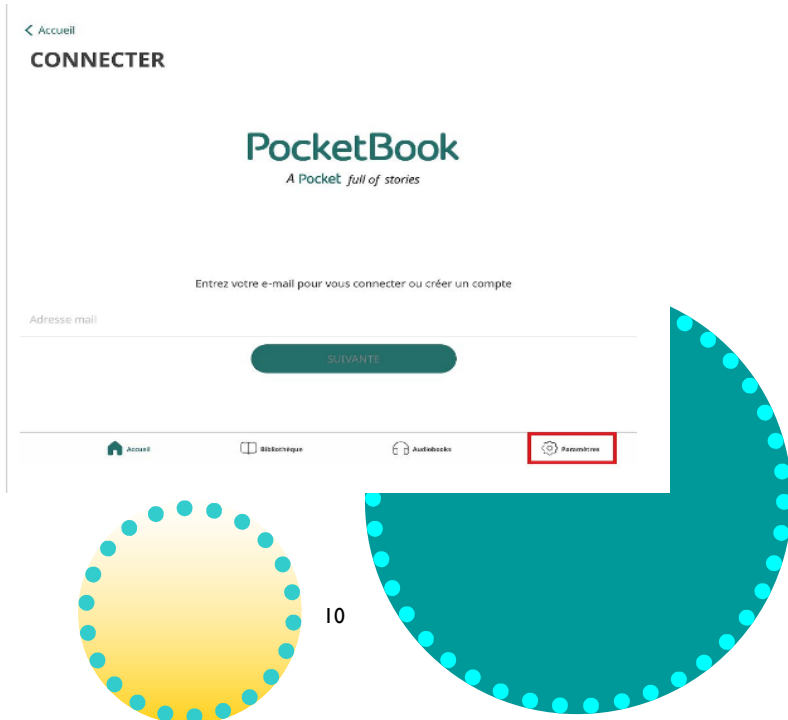 Accueil
CONNECTER
PocketBook
A Pocket full of stories
Entrez votre e-mail pour vous connecter ou créer un compte
Adresse mail
SUIVANTE
Accueil Bibliothèque Audiobooks Paramètres
10